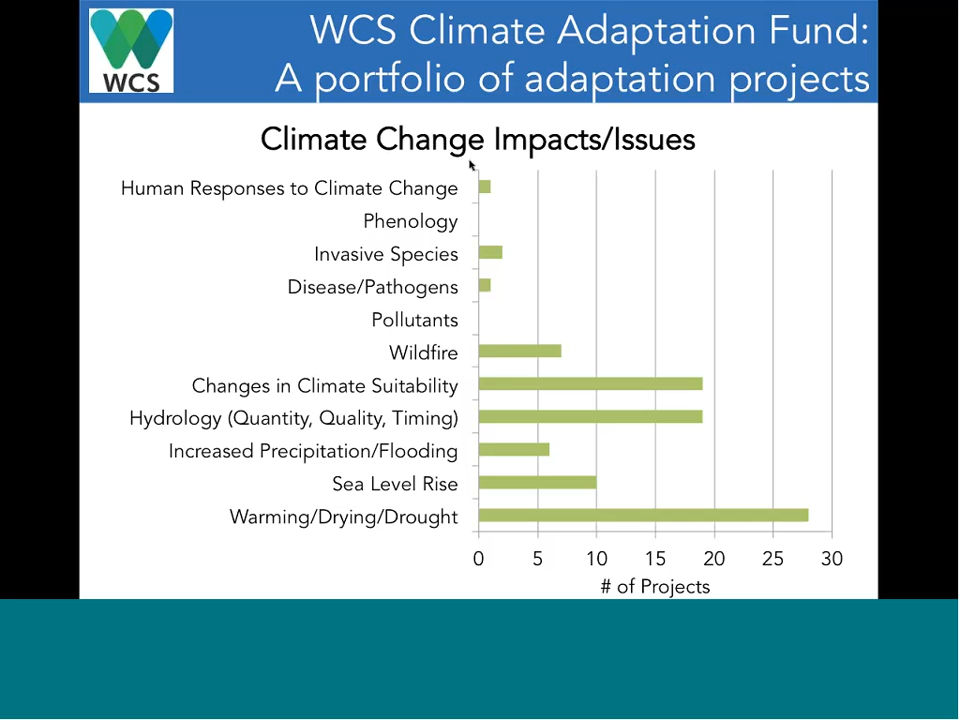 WCS
WCS Climate Adaptation Fund:
A portfolio of adaptation projects
Climate Change Impacts/Issues
Human Responses to Climate Change
Phenology
Invasive Species
Disease/Pathogens
Pollutants
Wildfire
Changes in Climate Suitability
Hydrology (Quantity, Quality, Timing)
Increased Precipitation/Flooding
Sea Level Rise
Warming/Drying/Drought
0 5 10 15 20 25 30
# of Projects